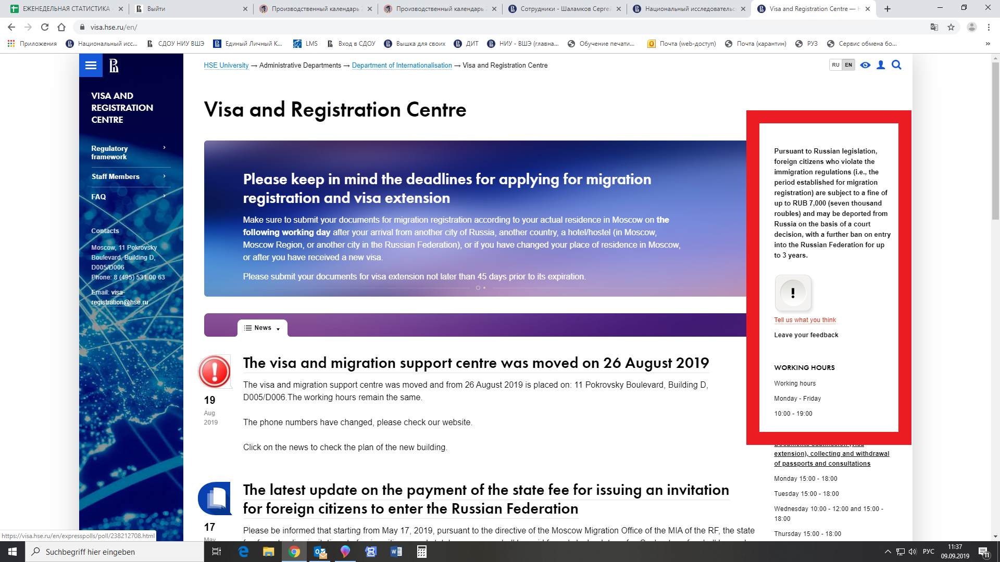 ЕЖЕНЕДЕЛЬНАЯ СТАТИСТИКА -
Выйти
Производственный календарь 2
Производственный календарь 2
Сотрудники - Шаламков Сергей
Национальный исследовательс
Visa and Registration Centre — Н
visa.hse.ru/en/
Приложения
Национальный исс...
СДОУ НИУ ВШЭ
Единый Личный К...
LMS
Вход в СДОУ
Вышка для своих
ДИТ
НИУ - ВШЭ (главна...
Обучение печати...
Почта (web-доступ)
Почта (карантин)
РУЗ
Сервис обмена бо...
»
HSE University → Administrative Departments → Department of Internationalisation → Visa and Registration Centre
RU EN
VISA AND
REGISTRATION
CENTRE
Regulatory
framework
Staff Members
FAQ
Contacts
Moscow, 11 Pokrovsky
Boulevard, Building D,
D005/D006
Phone: 8 (495) 531 00 63
Email: visa-
registration@hse.ru
Visa and Registration Centre
Please keep in mind the deadlines for applying for migration
registration and visa extension
Make sure to submit your documents for migration registration according to your actual residence in Moscow on the
following working day after your arrival from another city of Russia, another country, a hotel/hostel (in Moscow,
Moscow Region, or another city in the Russian Federation), or if you have changed your place of residence in Moscow,
or after you have received a new visa.
Please submit your documents for visa extension not later than 45 days prior to its expiration.
News
19
Aug
2019
The visa and migration support centre was moved on 26 August 2019
The visa and migration support centre was moved and from 26 August 2019 is placed on: 11 Pokrovsky Boulevard, Building D,
D005/D006.The working hours remain the same.
The phone numbers have changed, please check our website.
Click on the news to check the plan of the new building.
17
May
The latest update on the payment of the state fee for issuing an invitation
for foreign citizens to enter the Russian Federation
Please be informed that starting from May 17, 2019, pursuant to the directive of the Moscow Migration Office of the MIA of the RF, the state
Pursuant to Russian legislation,
foreign citizens who violate the
immigration regulations (i.e., the
period established for migration
registration) are subject to a fine of
up to RUB 7,000 (seven thousand
roubles) and may be deported from
Russia on the basis of a court
decision, with a further ban on entry
into the Russian Federation for up
to 3 years.
!
Tell us what you think
Leave your feedback
WORKING HOURS
Working hours
Monday - Friday
10:00 - 19:00
Documents submission (visa
extension), collecting and withdrawal
of passports and consultations
Monday 15:00 - 18:00
Tuesday 15:00 - 18:00
Wednesday 10:00 - 12:00 and 15:00 -
18:00
Thursday 15:00 - 18:00
https://visa.hse.ru/en/expresspolls/poll/238212708.html
Suchbegriff hier eingeben
РУС
11:37
09.09.2019
11